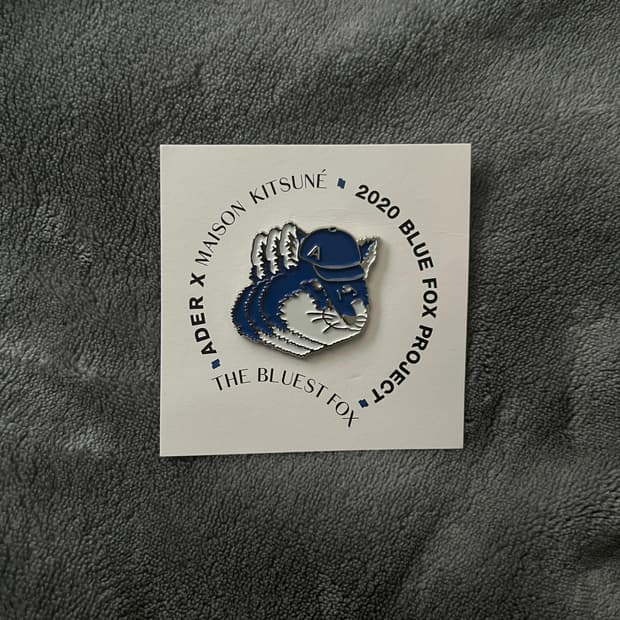 ADER X MAISON KITSUNÉ
2020 BLUE FOX PROJECT
THE BLUEST FOX
A